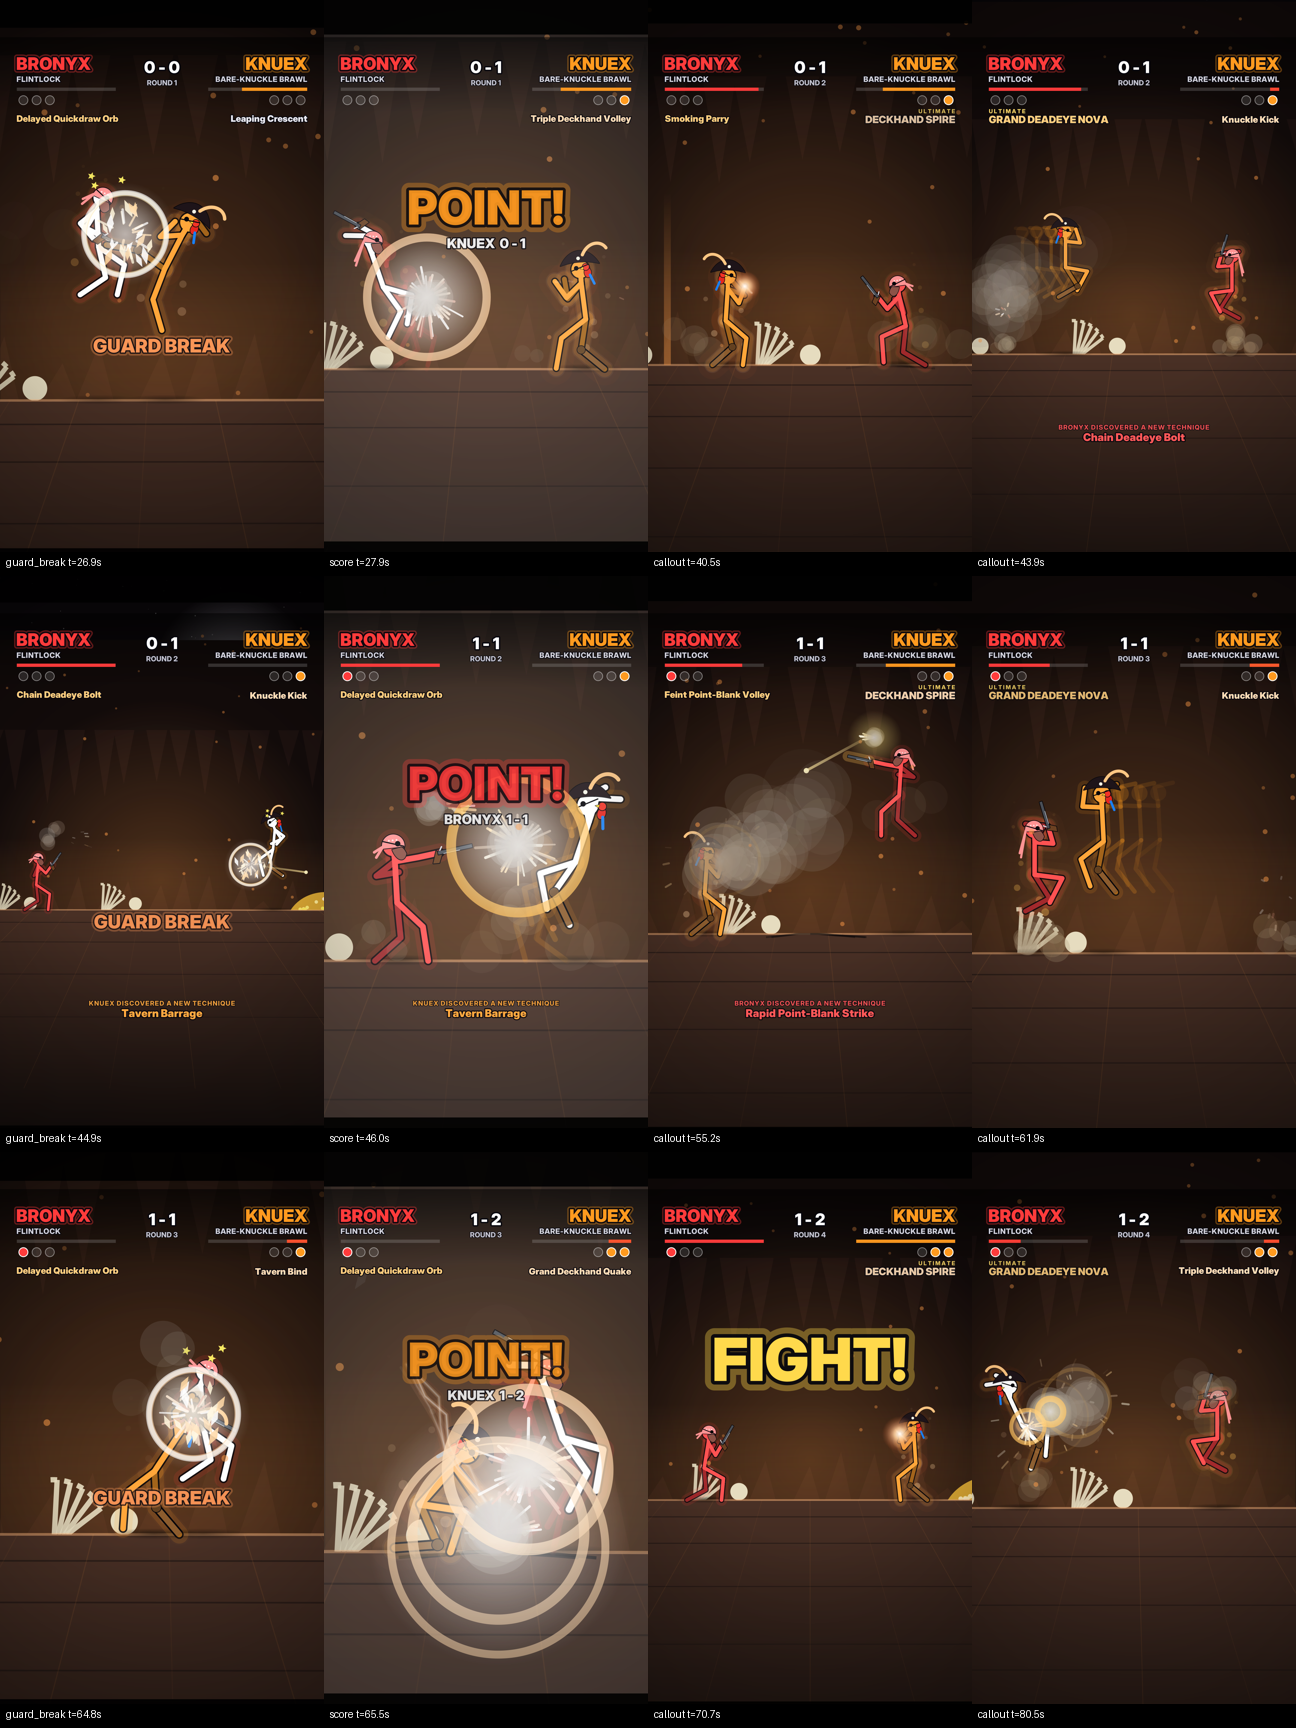 BRONYX
0-0
KNUEX
FLINTLOCK
ROUND 1
BARE-KNUCKLE BRAWL
Delayed Quickdraw Orb
Leaping Crescent
GUARD BREAK
guard_break t=26.9s
BRONYX
0-1
KNUEX
FLINTLOCK
ROUND 1
BARE-KNUCKLE BRAWL
Triple Deckhand Volley
POINT!
KNUEX 0-1
score t=27.9s
BRONYX
0-1
KNUEX
FLINTLOCK
ROUND 2
BARE-KNUCKLE BRAWL
ULTIMATE
Smoking Parry
DECKHAND SPIRE
callout t=40.5s
BRONYX
0-1
KNUEX
FLINTLOCK
ROUND 2
BARE-KNUCKLE BRAWL
ULTIMATE
GRAND DEADEYE NOVA
Knuckle Kick
BRONYX DISCOVERED A NEW TECHNIQUE
Chain Deadeye Bolt
callout t=43.9s
BRONYX
0-1
KNUEX
FLINTLOCK
ROUND 2
BARE-KNUCKLE BRAWL
Chain Deadeye Bolt
Knuckle Kick
GUARD BREAK
KNUEX DISCOVERED A NEW TECHNIQUE
Tavern Barrage
guard_break t=44.9s
BRONYX
1-1
KNUEX
FLINTLOCK
ROUND 2
BARE-KNUCKLE BRAWL
Delayed Quickdraw Orb
POINT!
BRONYX 1-1
KNUEX DISCOVERED A NEW TECHNIQUE
Tavern Barrage
score t=46.0s
BRONYX
1-1
KNUEX
FLINTLOCK
ROUND 3
BARE-KNUCKLE BRAWL
ULTIMATE
Feint Point-Blank Volley
DECKHAND SPIRE
BRONYX DISCOVERED A NEW TECHNIQUE
Rapid Point-Blank Strike
callout t=55.2s
BRONYX
1-1
KNUEX
FLINTLOCK
ROUND 3
BARE-KNUCKLE BRAWL
ULTIMATE
GRAND DEADEYE NOVA
Knuckle Kick
callout t=61.9s
BRONYX
1-1
KNUEX
FLINTLOCK
ROUND 3
BARE-KNUCKLE BRAWL
Delayed Quickdraw Orb
Tavern Bind
GUARD BREAK
guard_break t=64.8s
BRONYX
1-2
KNUEX
FLINTLOCK
ROUND 3
BARE-KNUCKLE BRAWL
Delayed Quickdraw Orb
Grand Deckhand Quake
POINT!
KNUEX 1-2
score t=65.5s
BRONYX
1-2
KNUEX
FLINTLOCK
ROUND 4
BARE-KNUCKLE BRAWL
ULTIMATE
DECKHAND SPIRE
FIGHT!
callout t=70.7s
BRONYX
1-2
KNUEX
FLINTLOCK
ROUND 4
BARE-KNUCKLE BRAWL
ULTIMATE
GRAND DEADEYE NOVA
Triple Deckhand Volley
callout t=80.5s